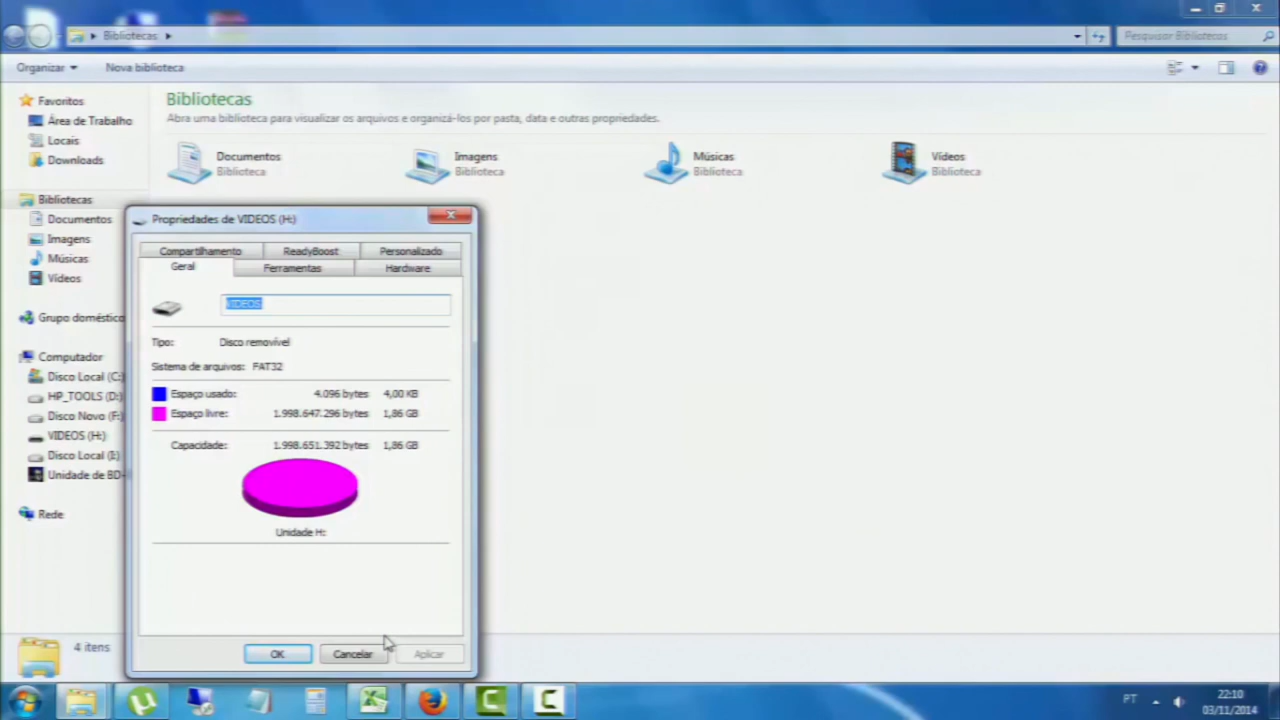 Bibliotecas
Pesquisar Bibliotecas
Organizar
Nova biblioteca
Favoritos
Área de Trabalho
Locais
Downloads
Bibliotecas
Documentos
Imagens
Músicas
Vídeos
Grupo doméstico
Computador
Disco Local (C:)
HP_TOOLS (D:)
Disco Novo (F:)
VIDEOS (H:)
Disco Local (I:)
Unidade de BD-
Rede
Bibliotecas
Abra uma biblioteca para visualizar os arquivos e organizá-los por pasta, data e outras propriedades.
Documentos
Biblioteca
Imagens
Biblioteca
Músicas
Biblioteca
Vídeos
Biblioteca
Propriedades de VIDEOS (H:)
Compartilhamento
ReadyBoost
Personalizado
Geral
Ferramentas
Hardware
VIDEOS
Tipo: Disco removível
Sistema de arquivos: FAT32
Espaço usado: 4.096 bytes 4,00 KB
Espaço livre: 1.998.647.296 bytes 1,86 GB
Capacidade: 1.998.651.392 bytes 1,86 GB
Unidade H:
OK
Cancelar
Aplicar
4 itens
PT
22:10
03/11/2014